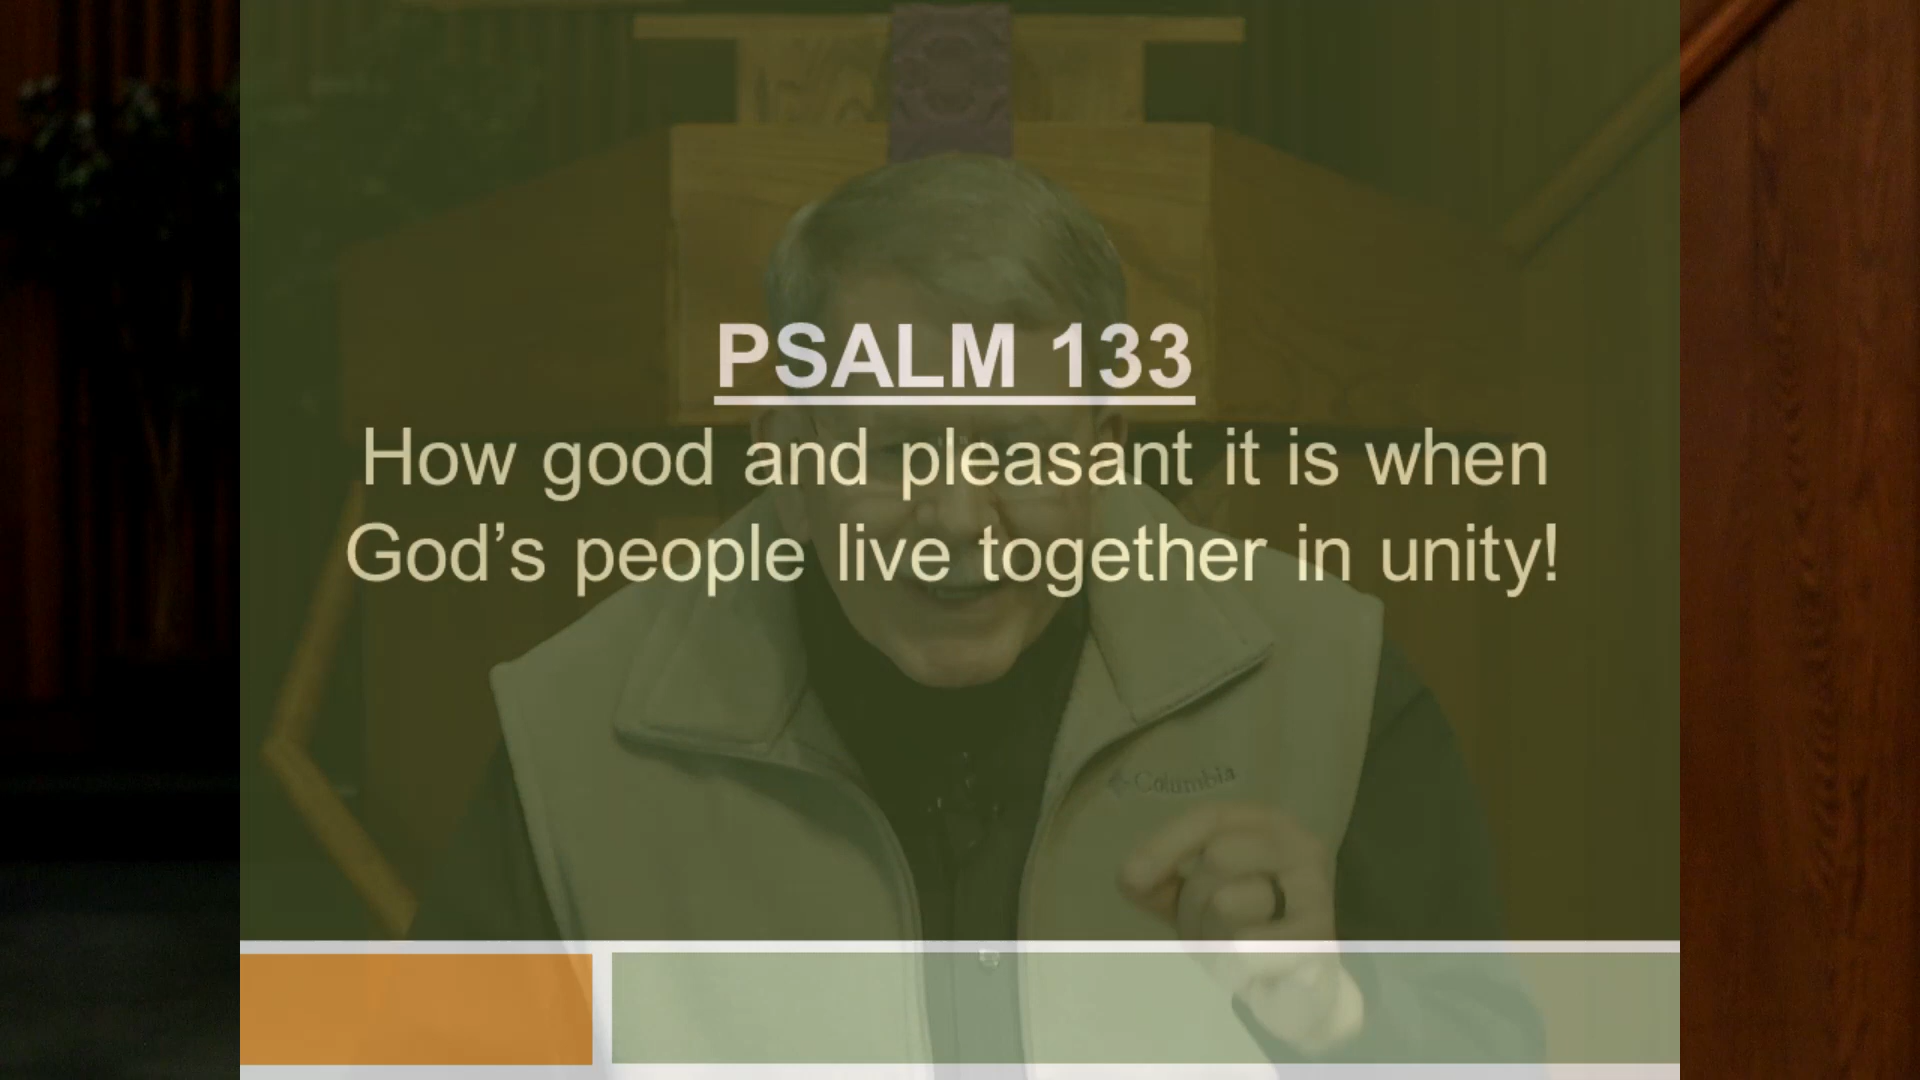 PSALM 133
How good and pleasant it is when
God’s people live together in unity!
Columbia